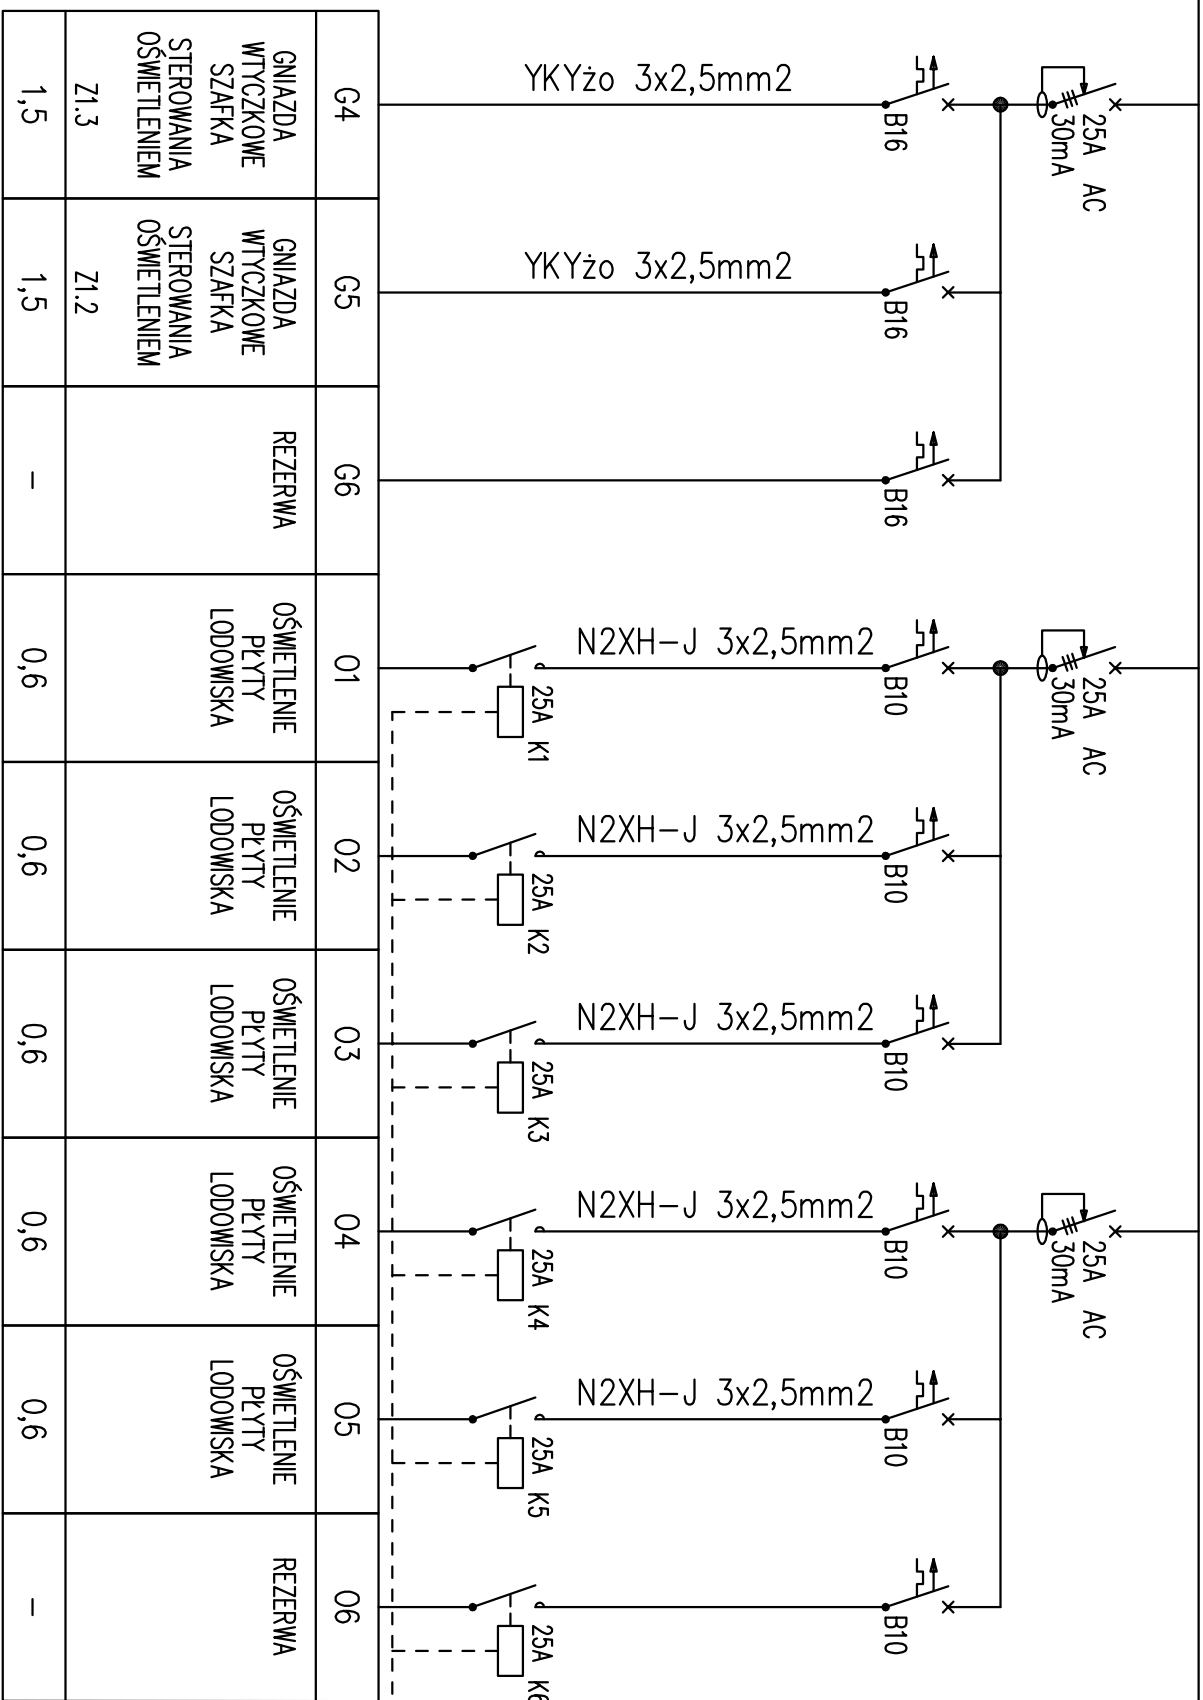 25A AC
30mA
25A AC
30mA
25A AC
30mA
B16
B16
B16
B10
B10
B10
B10
B10
B10
YKYżo 3x2,5mm2
YKYżo 3x2,5mm2
N2XH-J 3x2,5mm2
N2XH-J 3x2,5mm2
N2XH-J 3x2,5mm2
N2XH-J 3x2,5mm2
N2XH-J 3x2,5mm2
25A K1
25A K2
25A K3
25A K4
25A K5
25A K6
G4
GNIAZDA
WTYCZKOWE
SZAFKA
STEROWANIA
OŚWIETLENIEM
Z1.3
1,5
G5
GNIAZDA
WTYCZKOWE
SZAFKA
STEROWANIA
OŚWIETLENIEM
Z1.2
1,5
G6
REZERWA
-
O1
OŚWIETLENIE
PŁYTY
LODOWISKA
0,6
O2
OŚWIETLENIE
PŁYTY
LODOWISKA
0,6
O3
OŚWIETLENIE
PŁYTY
LODOWISKA
0,6
O4
OŚWIETLENIE
PŁYTY
LODOWISKA
0,6
O5
OŚWIETLENIE
PŁYTY
LODOWISKA
0,6
O6
REZERWA
-